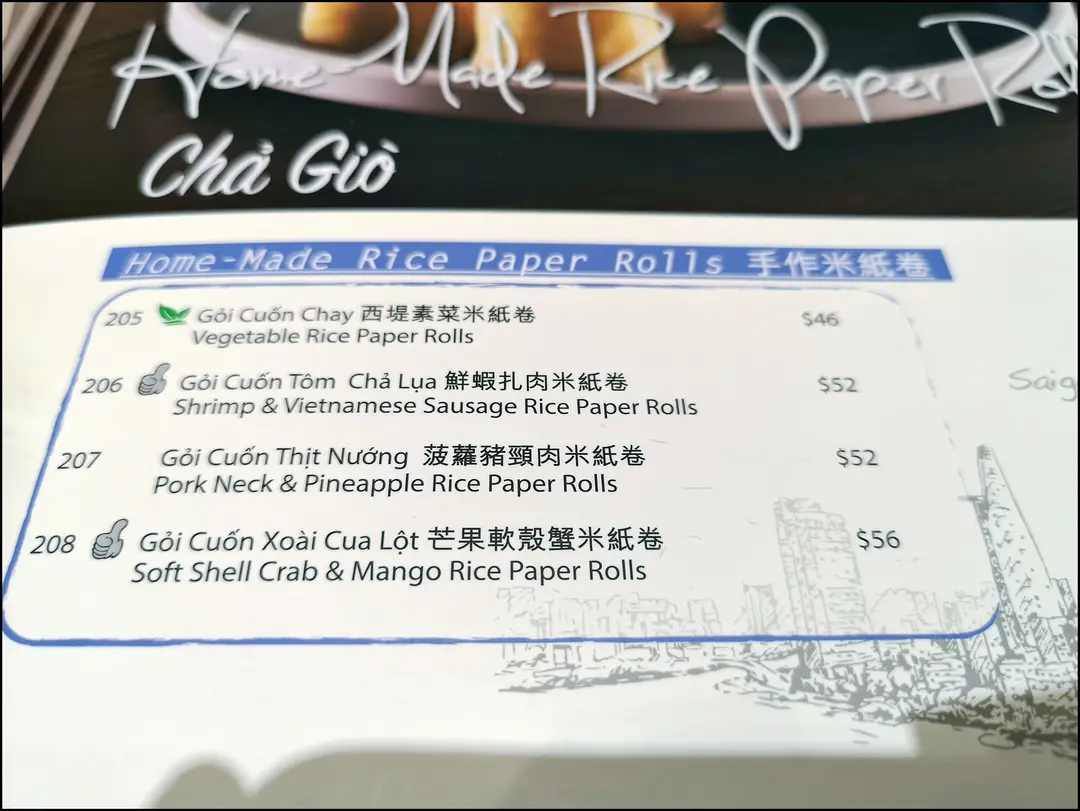 Home-Made Rice Paper Rolls
Chả Giò
Home-Made Rice Paper Rolls 手作米紙卷
205 Gỏi Cuốn Chay 西堤素菜米紙卷 $46
Vegetable Rice Paper Rolls
206 Gỏi Cuốn Tôm Chả Lụa 鮮蝦扎肉米紙卷 $52
Shrimp & Vietnamese Sausage Rice Paper Rolls
207 Gỏi Cuốn Thịt Nướng 菠蘿豬頸肉米紙卷 $52
Pork Neck & Pineapple Rice Paper Rolls
208 Gỏi Cuốn Xoài Cua Lột 芒果軟殼蟹米紙卷 $56
Soft Shell Crab & Mango Rice Paper Rolls
Saig